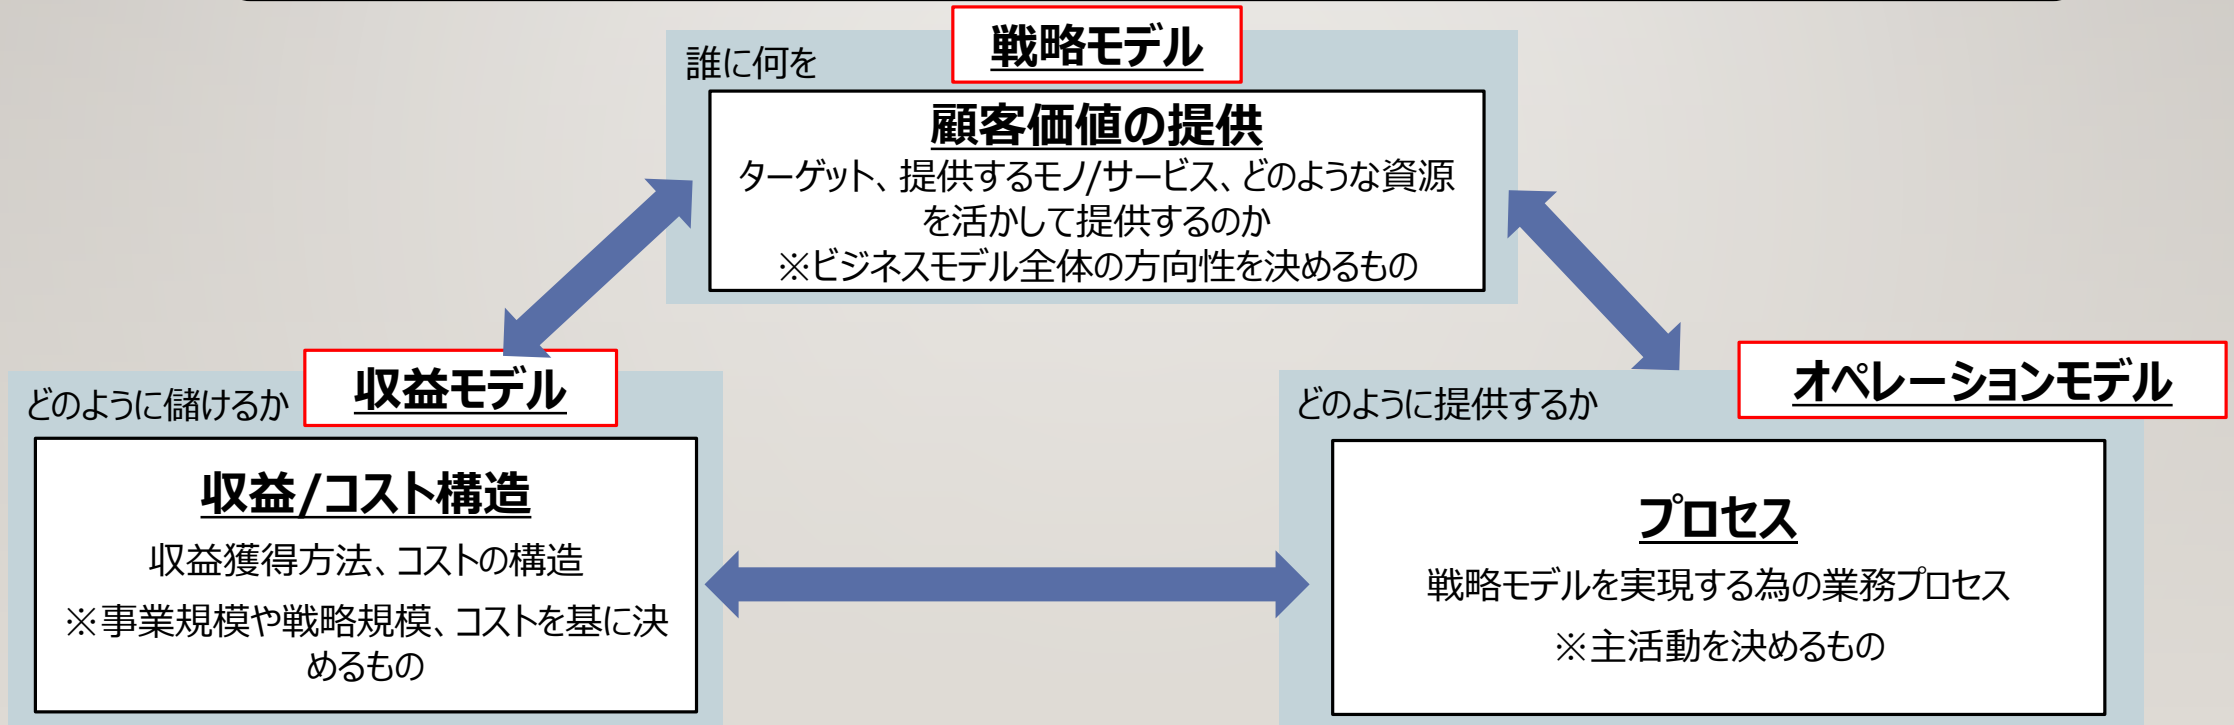 戦略モデル
誰に何を
顧客価値の提供
ターゲット、提供するモノ/サービス、どのような資源
を活かして提供するのか
※ビジネスモデル全体の方向性を決めるもの
収益モデル
どのように儲けるか
収益/コスト構造
収益獲得方法、コストの構造
※事業規模や戦略規模、コストを基に決
めるもの
オペレーションモデル
どのように提供するか
プロセス
戦略モデルを実現する為の業務プロセス
※主活動を決めるもの